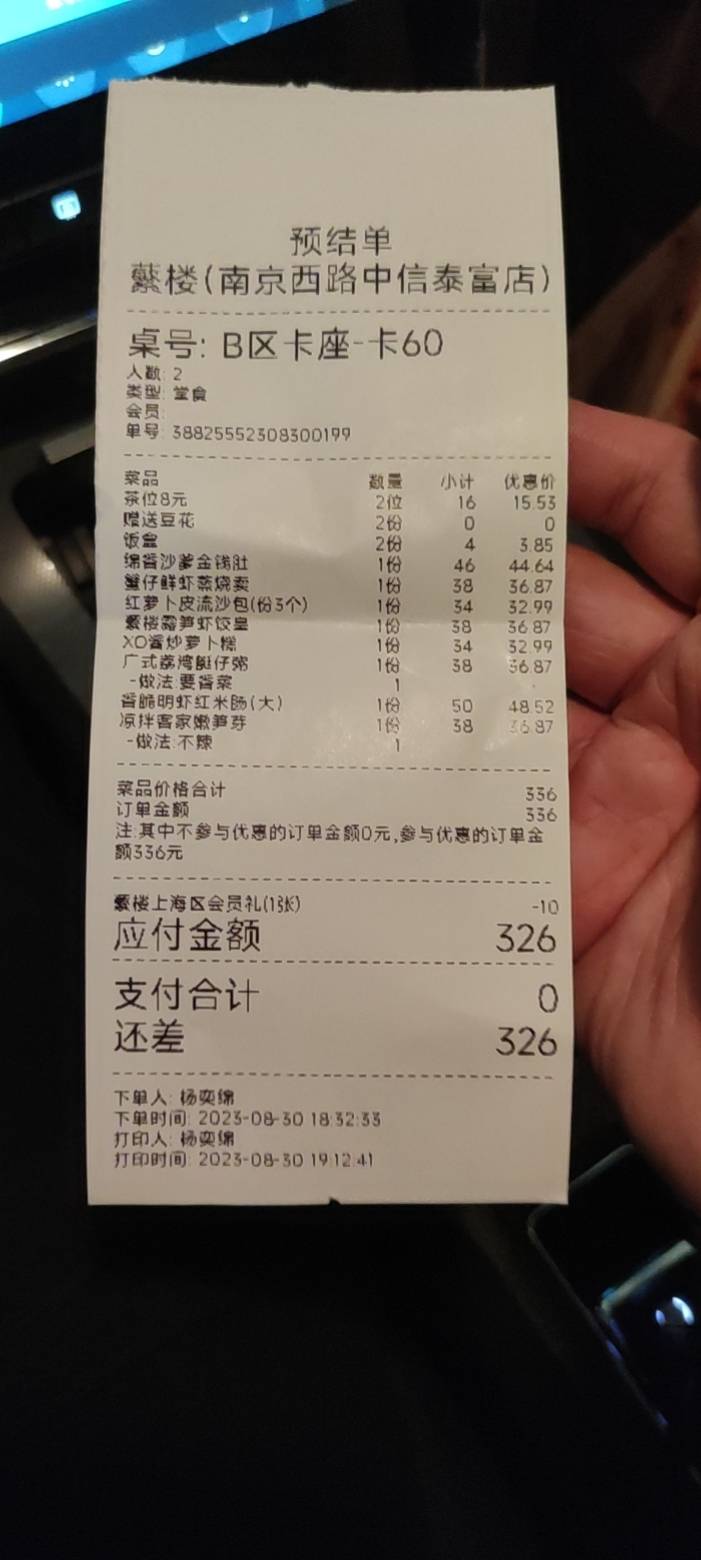 预结单
蘩楼(南京西路中信泰富店)
桌号: B区卡座-卡60
人数: 2
类型: 堂食
会员:
单号: 38825552308300199
菜品 数量 小计 优惠价
茶位8元 2位 16 15.53
赠送豆花 2份 0 0
饭盒 2份 4 3.85
绵香沙爹金钱肚 1份 46 44.64
蟹仔鲜虾蒸烧卖 1份 38 36.87
红萝卜皮流沙包(份3个) 1份 34 32.99
蘩楼露笋虾饺皇 1份 38 36.87
XO酱炒萝卜糕 1份 34 32.99
广式荔湾艇仔粥 1份 38 36.87
-做法:要香菜 1
香脆明虾红米肠(大) 1份 50 48.52
凉拌客家嫩笋芽 1份 38 36.87
-做法:不辣 1
菜品价格合计 336
订单金额 336
注:其中不参与优惠的订单金额0元,参与优惠的订单金
额336元
蘩楼上海区会员礼(1张) -10
应付金额 326
支付合计 0
还差 326
下单人: 杨奕绵
下单时间: 2023-08-30 18:32:33
打印人: 杨奕绵
打印时间: 2023-08-30 19:12:41